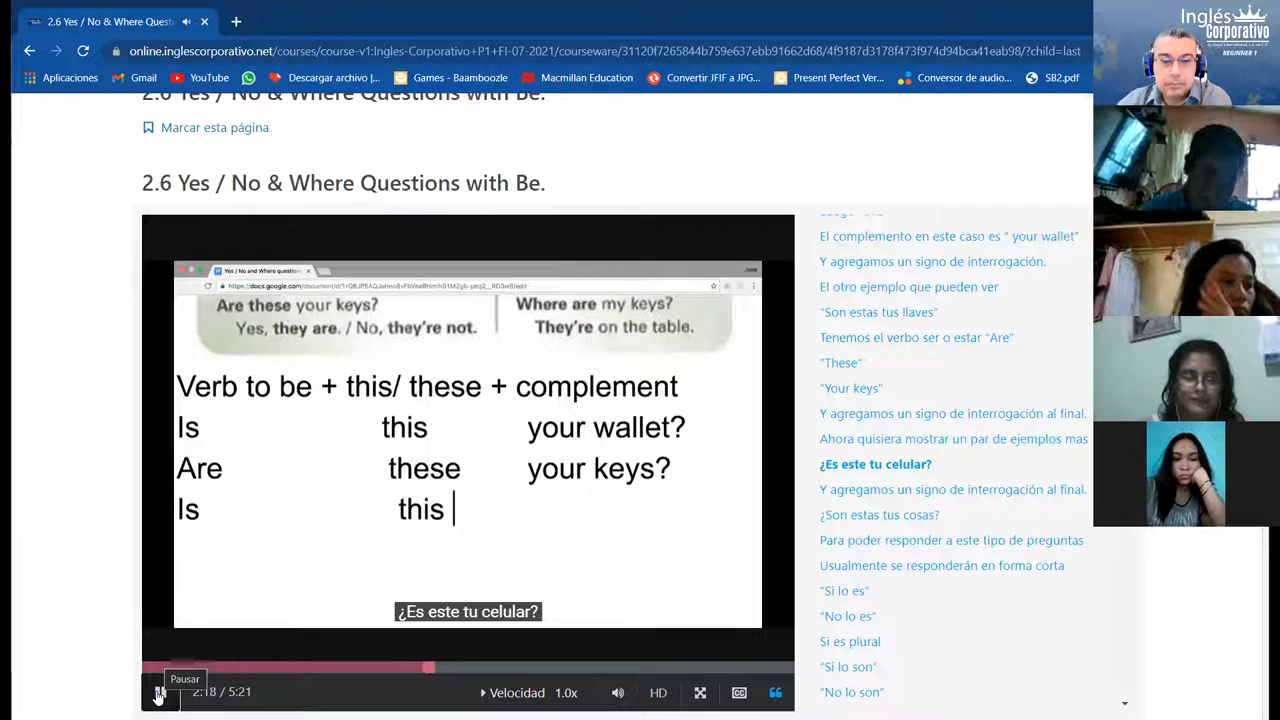 2.6 Yes / No & Where Questa
online.inglescorporativo.net/courses/course-v1:Ingles-Corporativo+P1+FI-07-2021/courseware/31120f7265844b759e637ebb91662d68/4f9187d3178f473f974d94bca41eab98/?child=last
Aplicaciones
Gmail
YouTube
Descargar archivo |...
Games - Baamboozle
Macmillan Education
Convertir JFIF a JPG...
Present Perfect Ver...
Conversor de audio...
SB2.pdf
Inglés
Corporativo
BEGINNER 1
2.6 Yes / No & Where Questions with Be.
Marcar esta página
2.6 Yes / No & Where Questions with Be.
Yes / No and Where question
Are these your keys?
Yes, they are. / No, they're not.
Where are my keys?
They're on the table.
Verb to be + this/ these + complement
Is this your wallet?
Are these your keys?
Is this
¿Es este tu celular?
Pausar
2:18 / 5:21
Velocidad 1.0x
HD
El complemento en este caso es " your wallet"
Y agregamos un signo de interrogación.
El otro ejemplo que pueden ver
"Son estas tus llaves"
Tenemos el verbo ser o estar "Are"
"These"
"Your keys"
Y agregamos un signo de interrogación al final.
Ahora quisiera mostrar un par de ejemplos mas
¿Es este tu celular?
Y agregamos un signo de interrogación al final.
¿Son estas tus cosas?
Para poder responder a este tipo de preguntas
Usualmente se responderán en forma corta
"Si lo es"
"No lo es"
Si es plural
"Si lo son"
"No lo son"